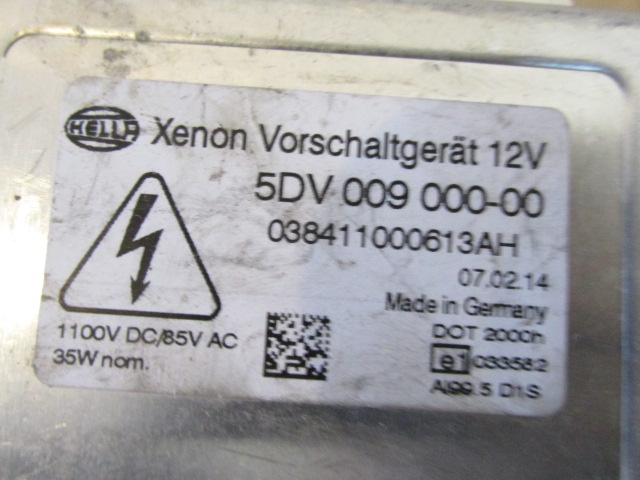 HELLA Xenon Vorschaltgerät 12V
5DV 009 000-00
038411000613AH
07.02.14
Made in Germany
1100V DC/85V AC
35W nom.
DOT 2000h
e1 033582
AI99.5 D1S